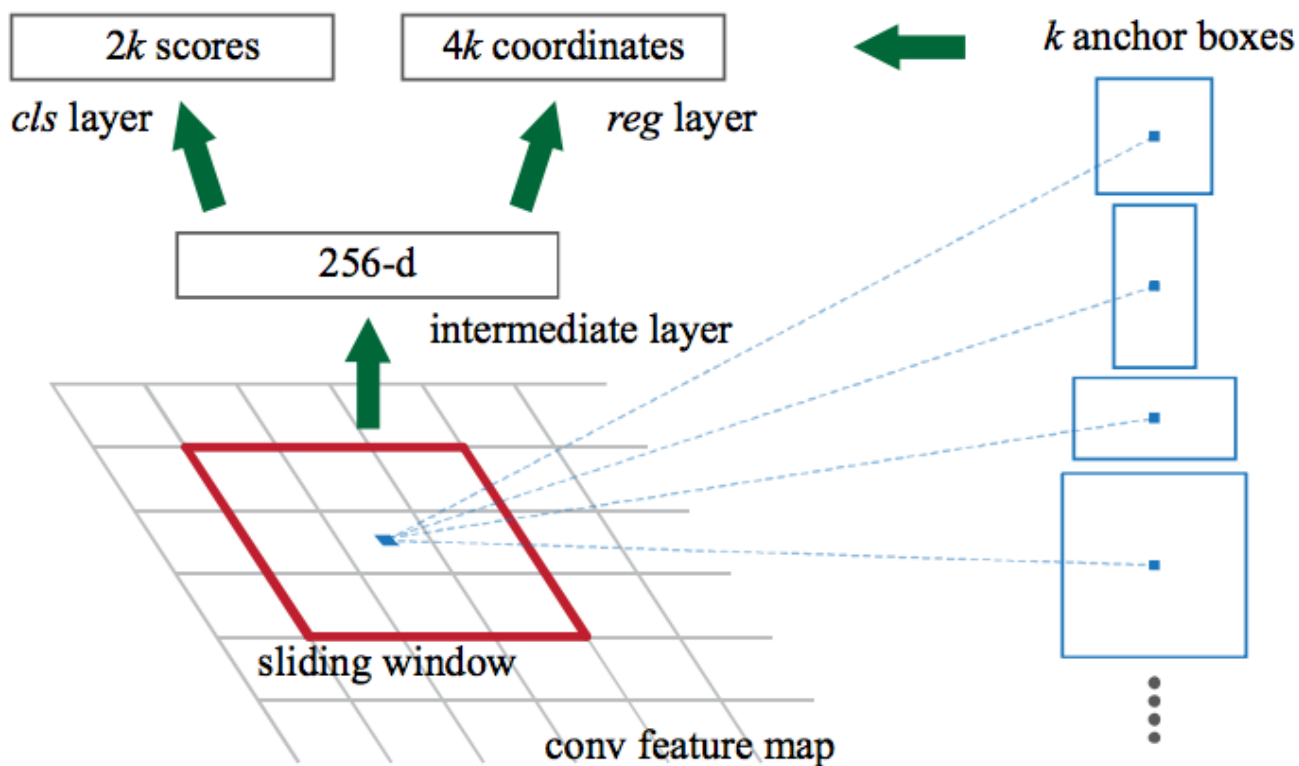 2k scores
4k coordinates
k anchor boxes
cls layer
reg layer
256-d
intermediate layer
sliding window
conv feature map